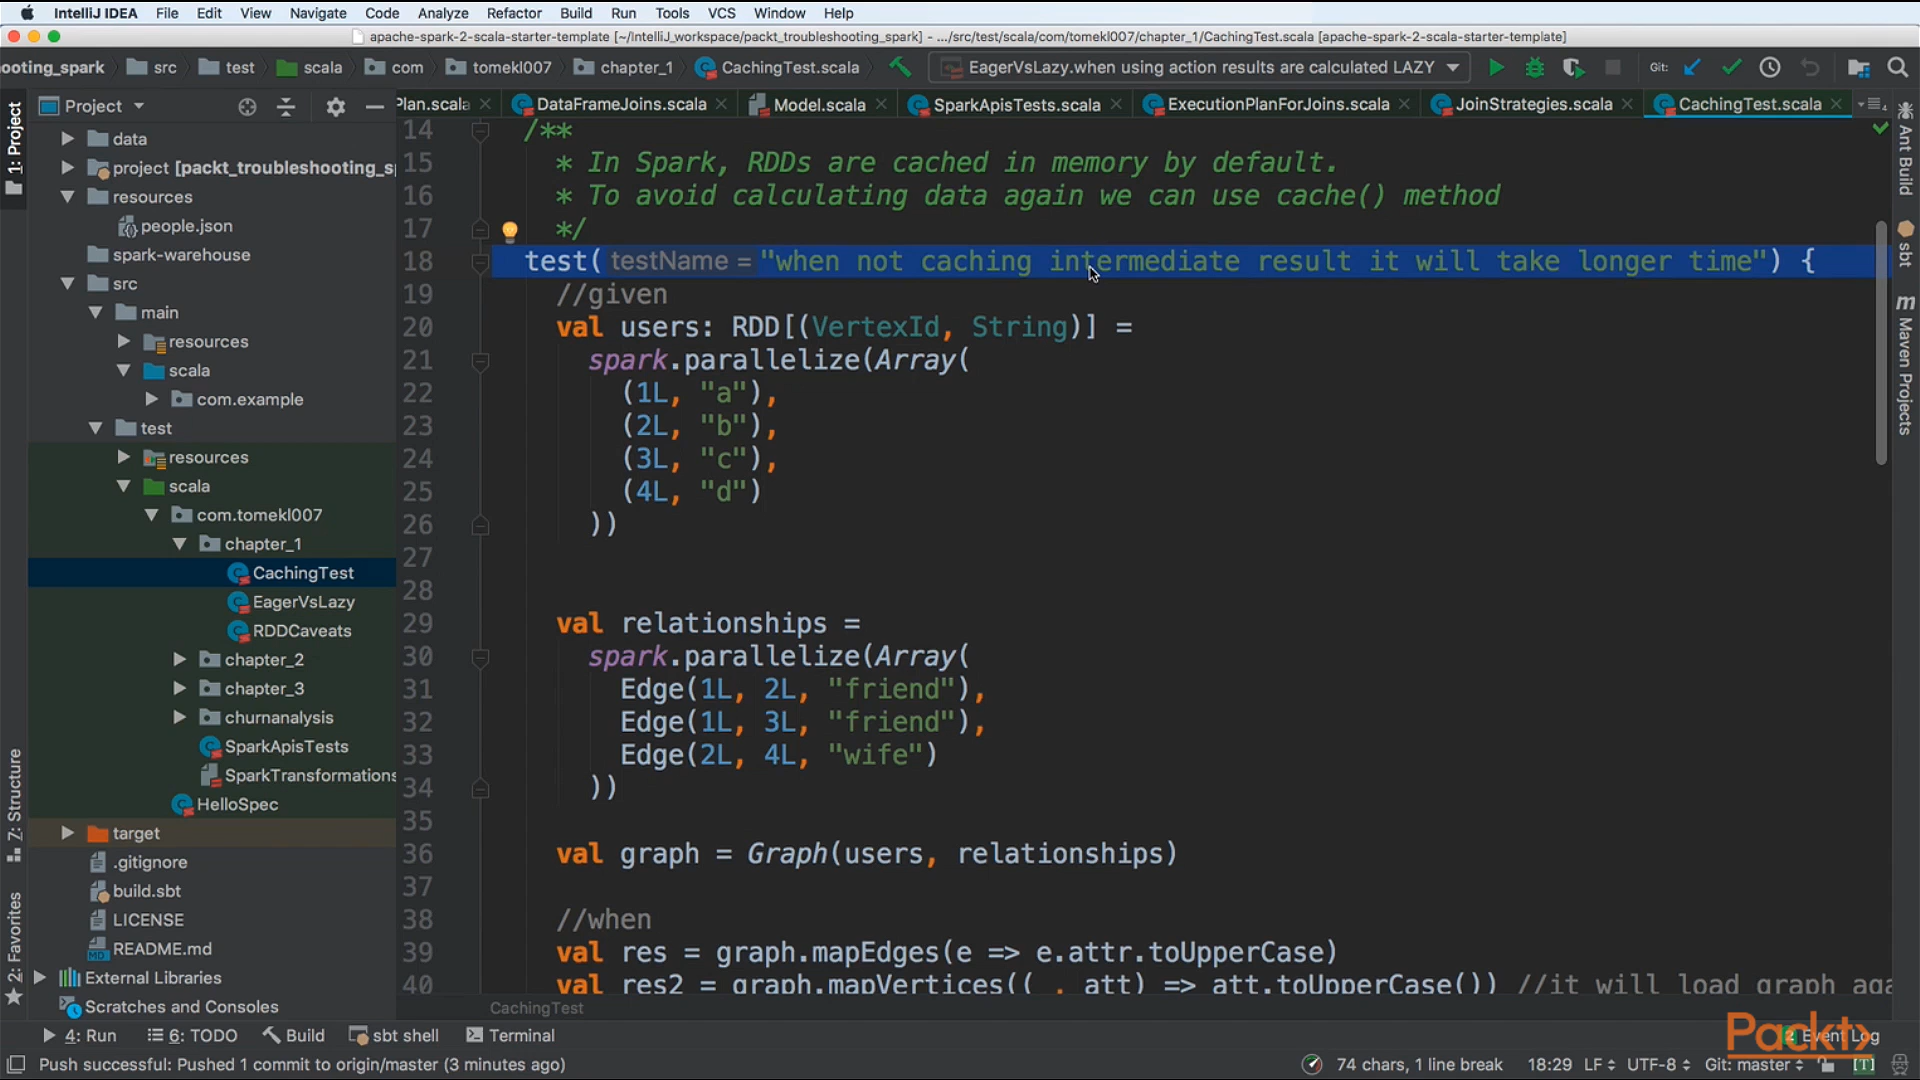 IntelliJ IDEA File Edit View Navigate Code Analyze Refactor Build Run Tools VCS Window Help
apache-spark-2-scala-starter-template [~/IntelliJ_workspace/packt_troubleshooting_spark] - .../src/test/scala/com/tomekl007/chapter_1/CachingTest.scala [apache-spark-2-scala-starter-template]
ooting_spark src test scala com tomekl007 chapter_1 CachingTest.scala EagerVsLazy.when using action results are calculated LAZY Git:
Project Plan.scala DataFrameJoins.scala Model.scala SparkApisTests.scala ExecutionPlanForJoins.scala JoinStrategies.scala CachingTest.scala
1: Project
Z: Structure
2: Favorites
data
project [packt_troubleshooting_s
resources
people.json
spark-warehouse
src
main
resources
scala
com.example
test
resources
scala
com.tomekl007
chapter_1
CachingTest
EagerVsLazy
RDDCaveats
chapter_2
chapter_3
churnanalysis
SparkApisTests
SparkTransformations
HelloSpec
target
.gitignore
build.sbt
LICENSE
README.md
External Libraries
Scratches and Consoles
14 /**
15 * In Spark, RDDs are cached in memory by default.
16 * To avoid calculating data again we can use cache() method
17 */
18 test( testName = "when not caching intermediate result it will take longer time") {
19 //given
20 val users: RDD[(VertexId, String)] =
21 spark.parallelize(Array(
22 (1L, "a"),
23 (2L, "b"),
24 (3L, "c"),
25 (4L, "d")
26 ))
27
28
29 val relationships =
30 spark.parallelize(Array(
31 Edge(1L, 2L, "friend"),
32 Edge(1L, 3L, "friend"),
33 Edge(2L, 4L, "wife")
34 ))
35
36 val graph = Graph(users, relationships)
37
38 //when
39 val res = graph.mapEdges(e => e.attr.toUpperCase)
40 val res2 = graph.mapVertices((_, att) => att.toUpperCase()) //it will load graph aga
CachingTest
Ant Build
sbt
Maven Projects
4: Run 6: TODO Build sbt shell Terminal 2 Event Log
Packt
Push successful: Pushed 1 commit to origin/master (3 minutes ago) 74 chars, 1 line break 18:29 LF UTF-8 Git: master [T]